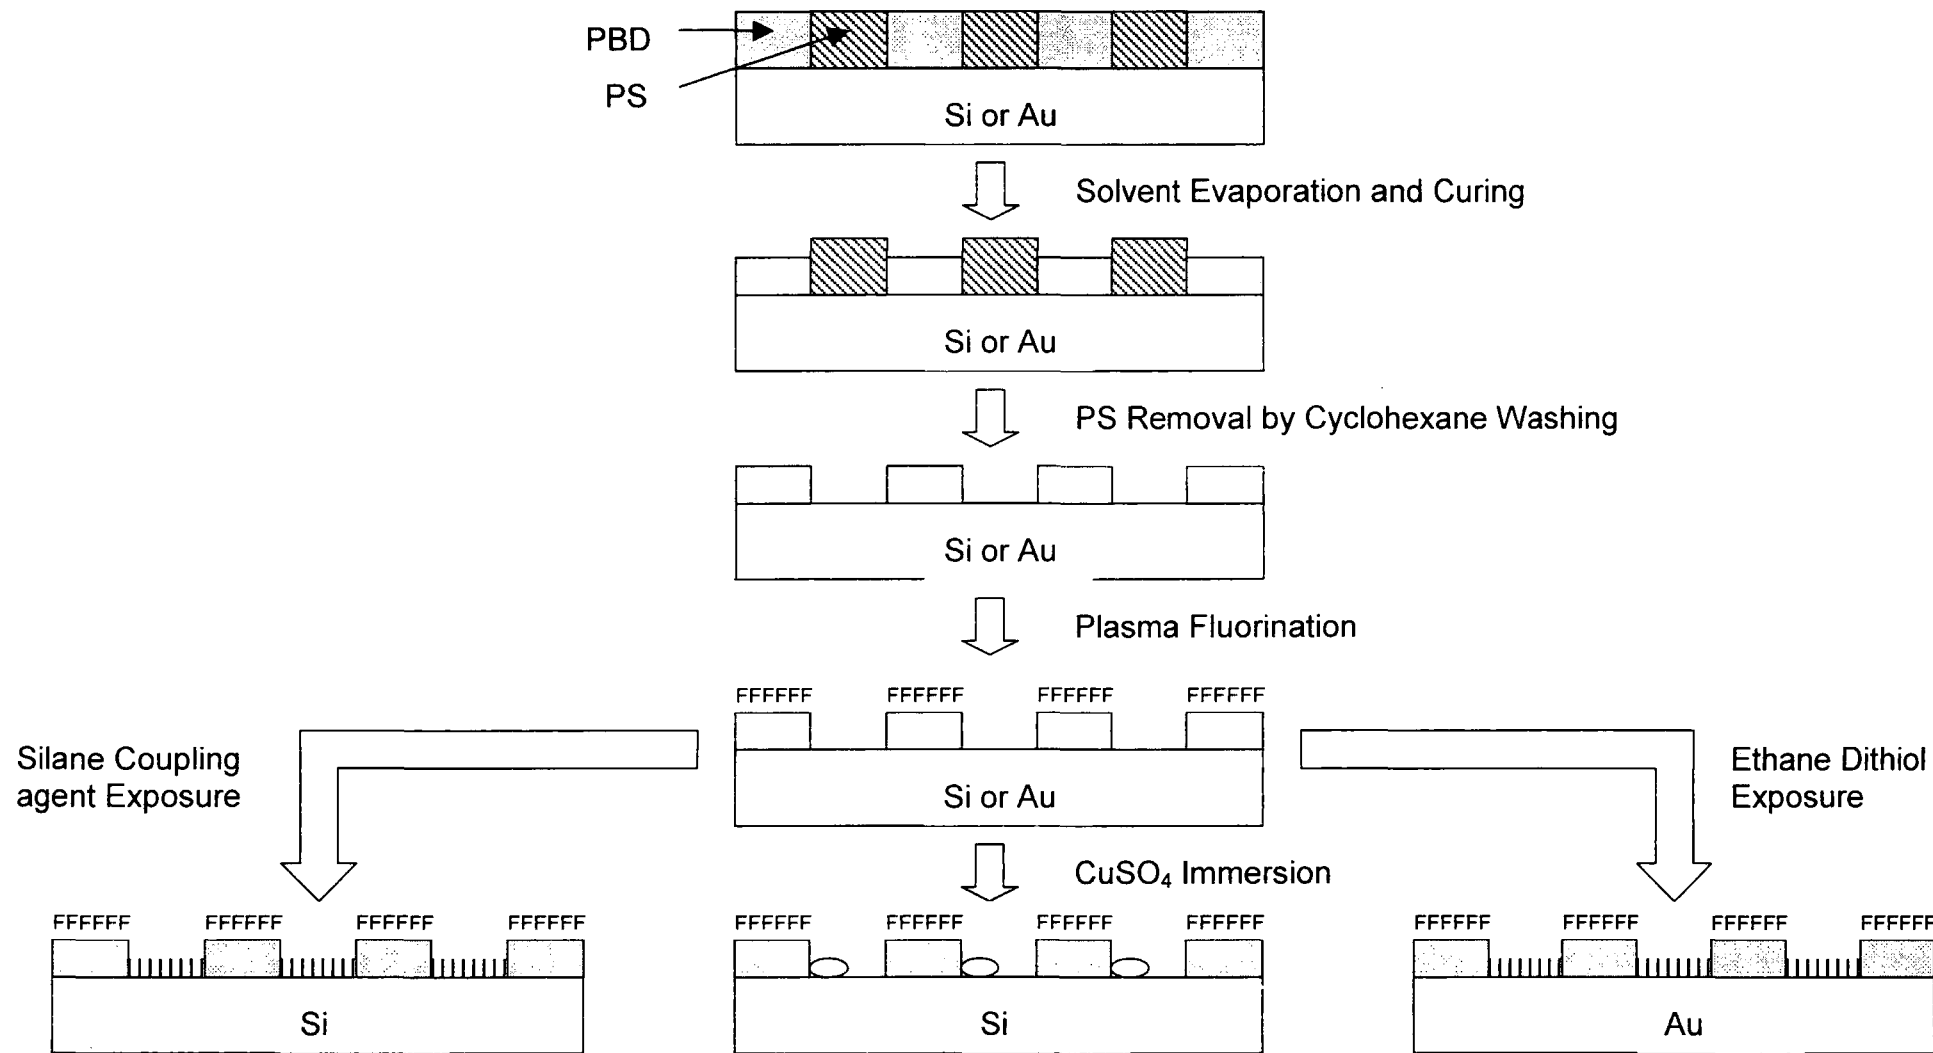 PBD
PS
Si or Au
Solvent Evaporation and Curing
Si or Au
PS Removal by Cyclohexane Washing
Si or Au
Plasma Fluorination
FFFFFF FFFFFF FFFFFF FFFFFF
Si or Au
Silane Coupling
agent Exposure
Ethane Dithiol
Exposure
CuSO₄ Immersion
FFFFFF FFFFFF FFFFFF FFFFFF
Si
FFFFFF FFFFFF FFFFFF FFFFFF
Si
FFFFFF FFFFFF FFFFFF FFFFFF
Au